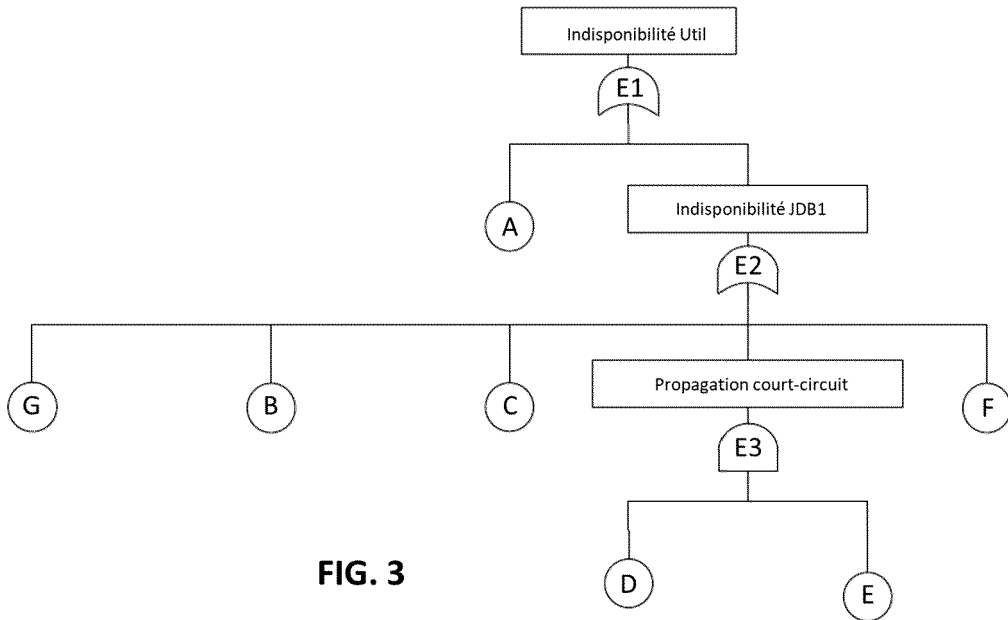 Indisponibilité Util
E1
A
Indisponibilité JDB1
E2
G
B
C
Propagation court-circuit
F
E3
D
E
FIG. 3